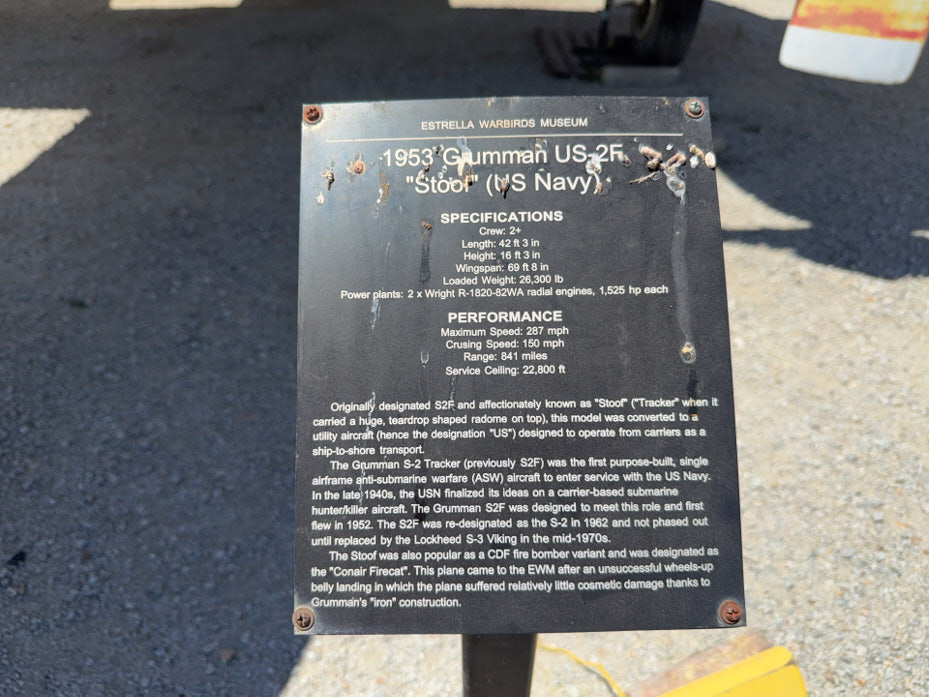 ESTRELLA WARBIRDS MUSEUM
1953 Grumman US-2F
"Stoof" (US Navy)
SPECIFICATIONS
Crew: 2+
Length: 42 ft 3 in
Height: 16 ft 3 in
Wingspan: 69 ft 8 in
Loaded Weight: 26,300 lb
Power plants: 2 x Wright R-1820-82WA radial engines, 1,525 hp each
PERFORMANCE
Maximum Speed: 287 mph
Crusing Speed: 150 mph
Range: 841 miles
Service Ceiling: 22,800 ft
Originally designated S2F and affectionately known as "Stoof" ("Tracker" when it
carried a huge, teardrop shaped radome on top), this model was converted to a
utility aircraft (hence the designation "US") designed to operate from carriers as a
ship-to-shore transport.
The Grumman S-2 Tracker (previously S2F) was the first purpose-built, single
airframe anti-submarine warfare (ASW) aircraft to enter service with the US Navy.
In the late 1940s, the USN finalized its ideas on a carrier-based submarine
hunter/killer aircraft. The Grumman S2F was designed to meet this role and first
flew in 1952. The S2F was re-designated as the S-2 in 1962 and not phased out
until replaced by the Lockheed S-3 Viking in the mid-1970s.
The Stoof was also popular as a CDF fire bomber variant and was designated as
the "Conair Firecat". This plane came to the EWM after an unsuccessful wheels-up
belly landing in which the plane suffered relatively little cosmetic damage thanks to
Grumman's "iron" construction.